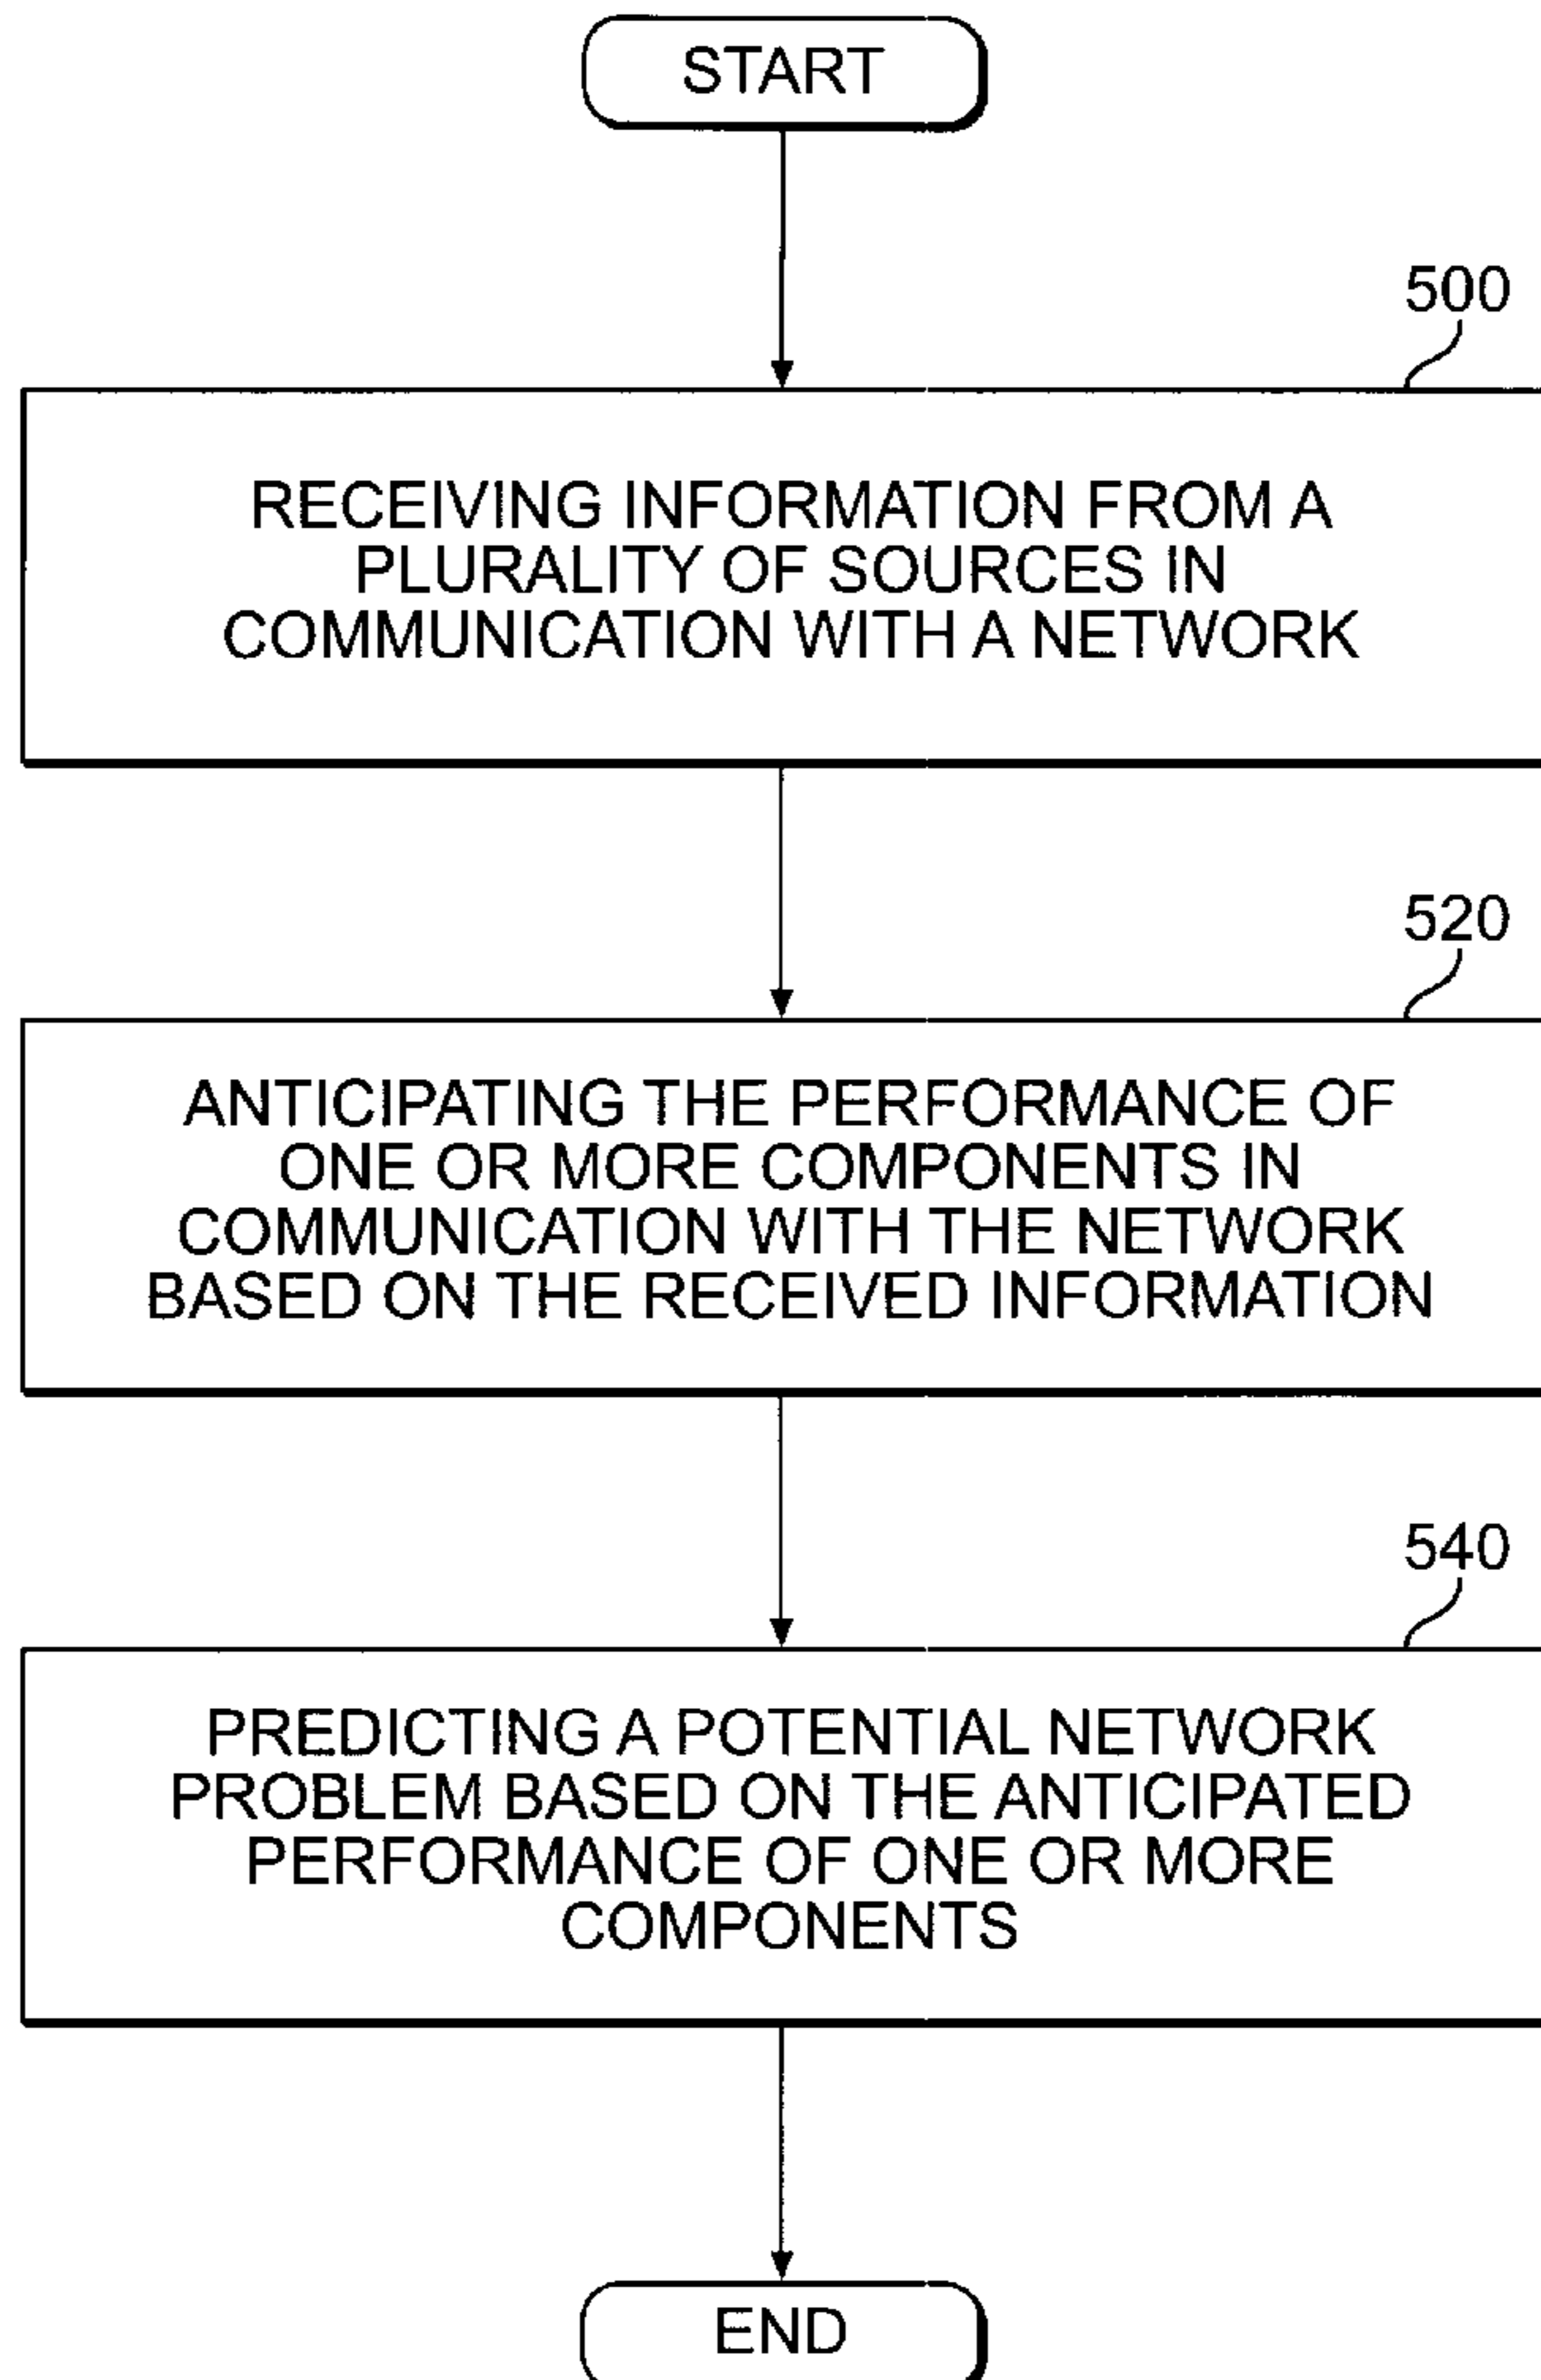 START
500
RECEIVING INFORMATION FROM A
PLURALITY OF SOURCES IN
COMMUNICATION WITH A NETWORK
520
ANTICIPATING THE PERFORMANCE OF
ONE OR MORE COMPONENTS IN
COMMUNICATION WITH THE NETWORK
BASED ON THE RECEIVED INFORMATION
540
PREDICTING A POTENTIAL NETWORK
PROBLEM BASED ON THE ANTICIPATED
PERFORMANCE OF ONE OR MORE
COMPONENTS
END